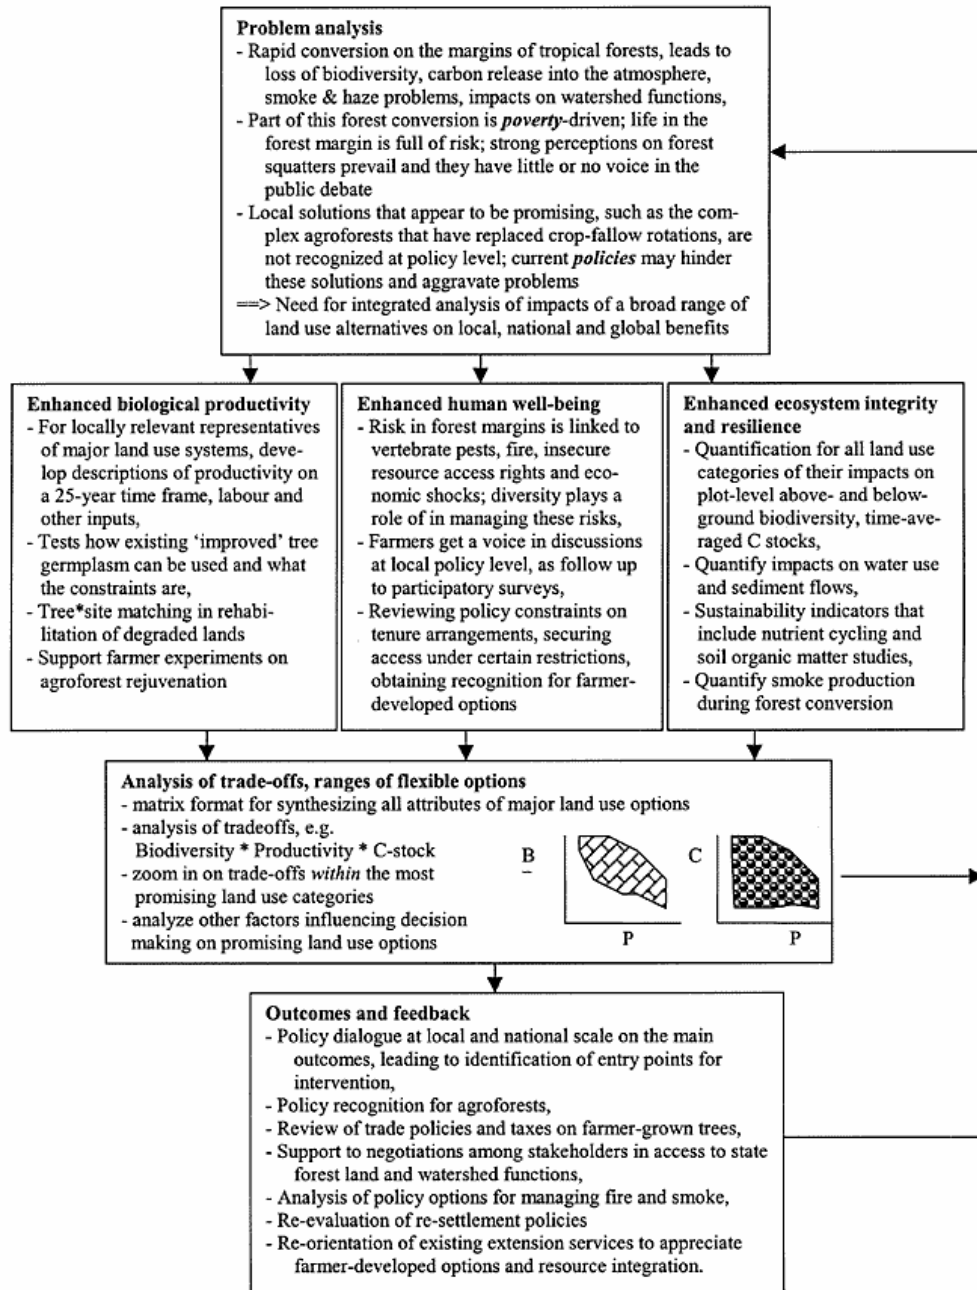 Problem analysis
- Rapid conversion on the margins of tropical forests, leads to
loss of biodiversity, carbon release into the atmosphere,
smoke & haze problems, impacts on watershed functions,
- Part of this forest conversion is poverty-driven; life in the
forest margin is full of risk; strong perceptions on forest
squatters prevail and they have little or no voice in the
public debate
- Local solutions that appear to be promising, such as the com-
plex agroforests that have replaced crop-fallow rotations, are
not recognized at policy level; current policies may hinder
these solutions and aggravate problems
==> Need for integrated analysis of impacts of a broad range of
land use alternatives on local, national and global benefits
Enhanced biological productivity
- For locally relevant representatives
of major land use systems, deve-
lop descriptions of productivity on
a 25-year time frame, labour and
other inputs,
- Tests how existing ‘improved’ tree
germplasm can be used and what
the constraints are,
- Tree*site matching in rehabi-
litation of degraded lands
- Support farmer experiments on
agroforest rejuvenation
Enhanced human well-being
- Risk in forest margins is linked to
vertebrate pests, fire, insecure
resource access rights and eco-
nomic shocks; diversity plays a
role of in managing these risks,
- Farmers get a voice in discussions
at local policy level, as follow up
to participatory surveys,
- Reviewing policy constraints on
tenure arrangements, securing
access under certain restrictions,
obtaining recognition for farmer-
developed options
Enhanced ecosystem integrity
and resilience
- Quantification for all land use
categories of their impacts on
plot-level above- and below-
ground biodiversity, time-ave-
raged C stocks,
- Quantify impacts on water use
and sediment flows,
- Sustainability indicators that
include nutrient cycling and
soil organic matter studies,
- Quantify smoke production
during forest conversion
Analysis of trade-offs, ranges of flexible options
- matrix format for synthesizing all attributes of major land use options
- analysis of tradeoffs, e.g.
Biodiversity * Productivity * C-stock
- zoom in on trade-offs within the most
promising land use categories
- analyze other factors influencing decision
making on promising land use options
B
P
C
P
Outcomes and feedback
- Policy dialogue at local and national scale on the main
outcomes, leading to identification of entry points for
intervention,
- Policy recognition for agroforests,
- Review of trade policies and taxes on farmer-grown trees,
- Support to negotiations among stakeholders in access to state
forest land and watershed functions,
- Analysis of policy options for managing fire and smoke,
- Re-evaluation of re-settlement policies
- Re-orientation of existing extension services to appreciate
farmer-developed options and resource integration.